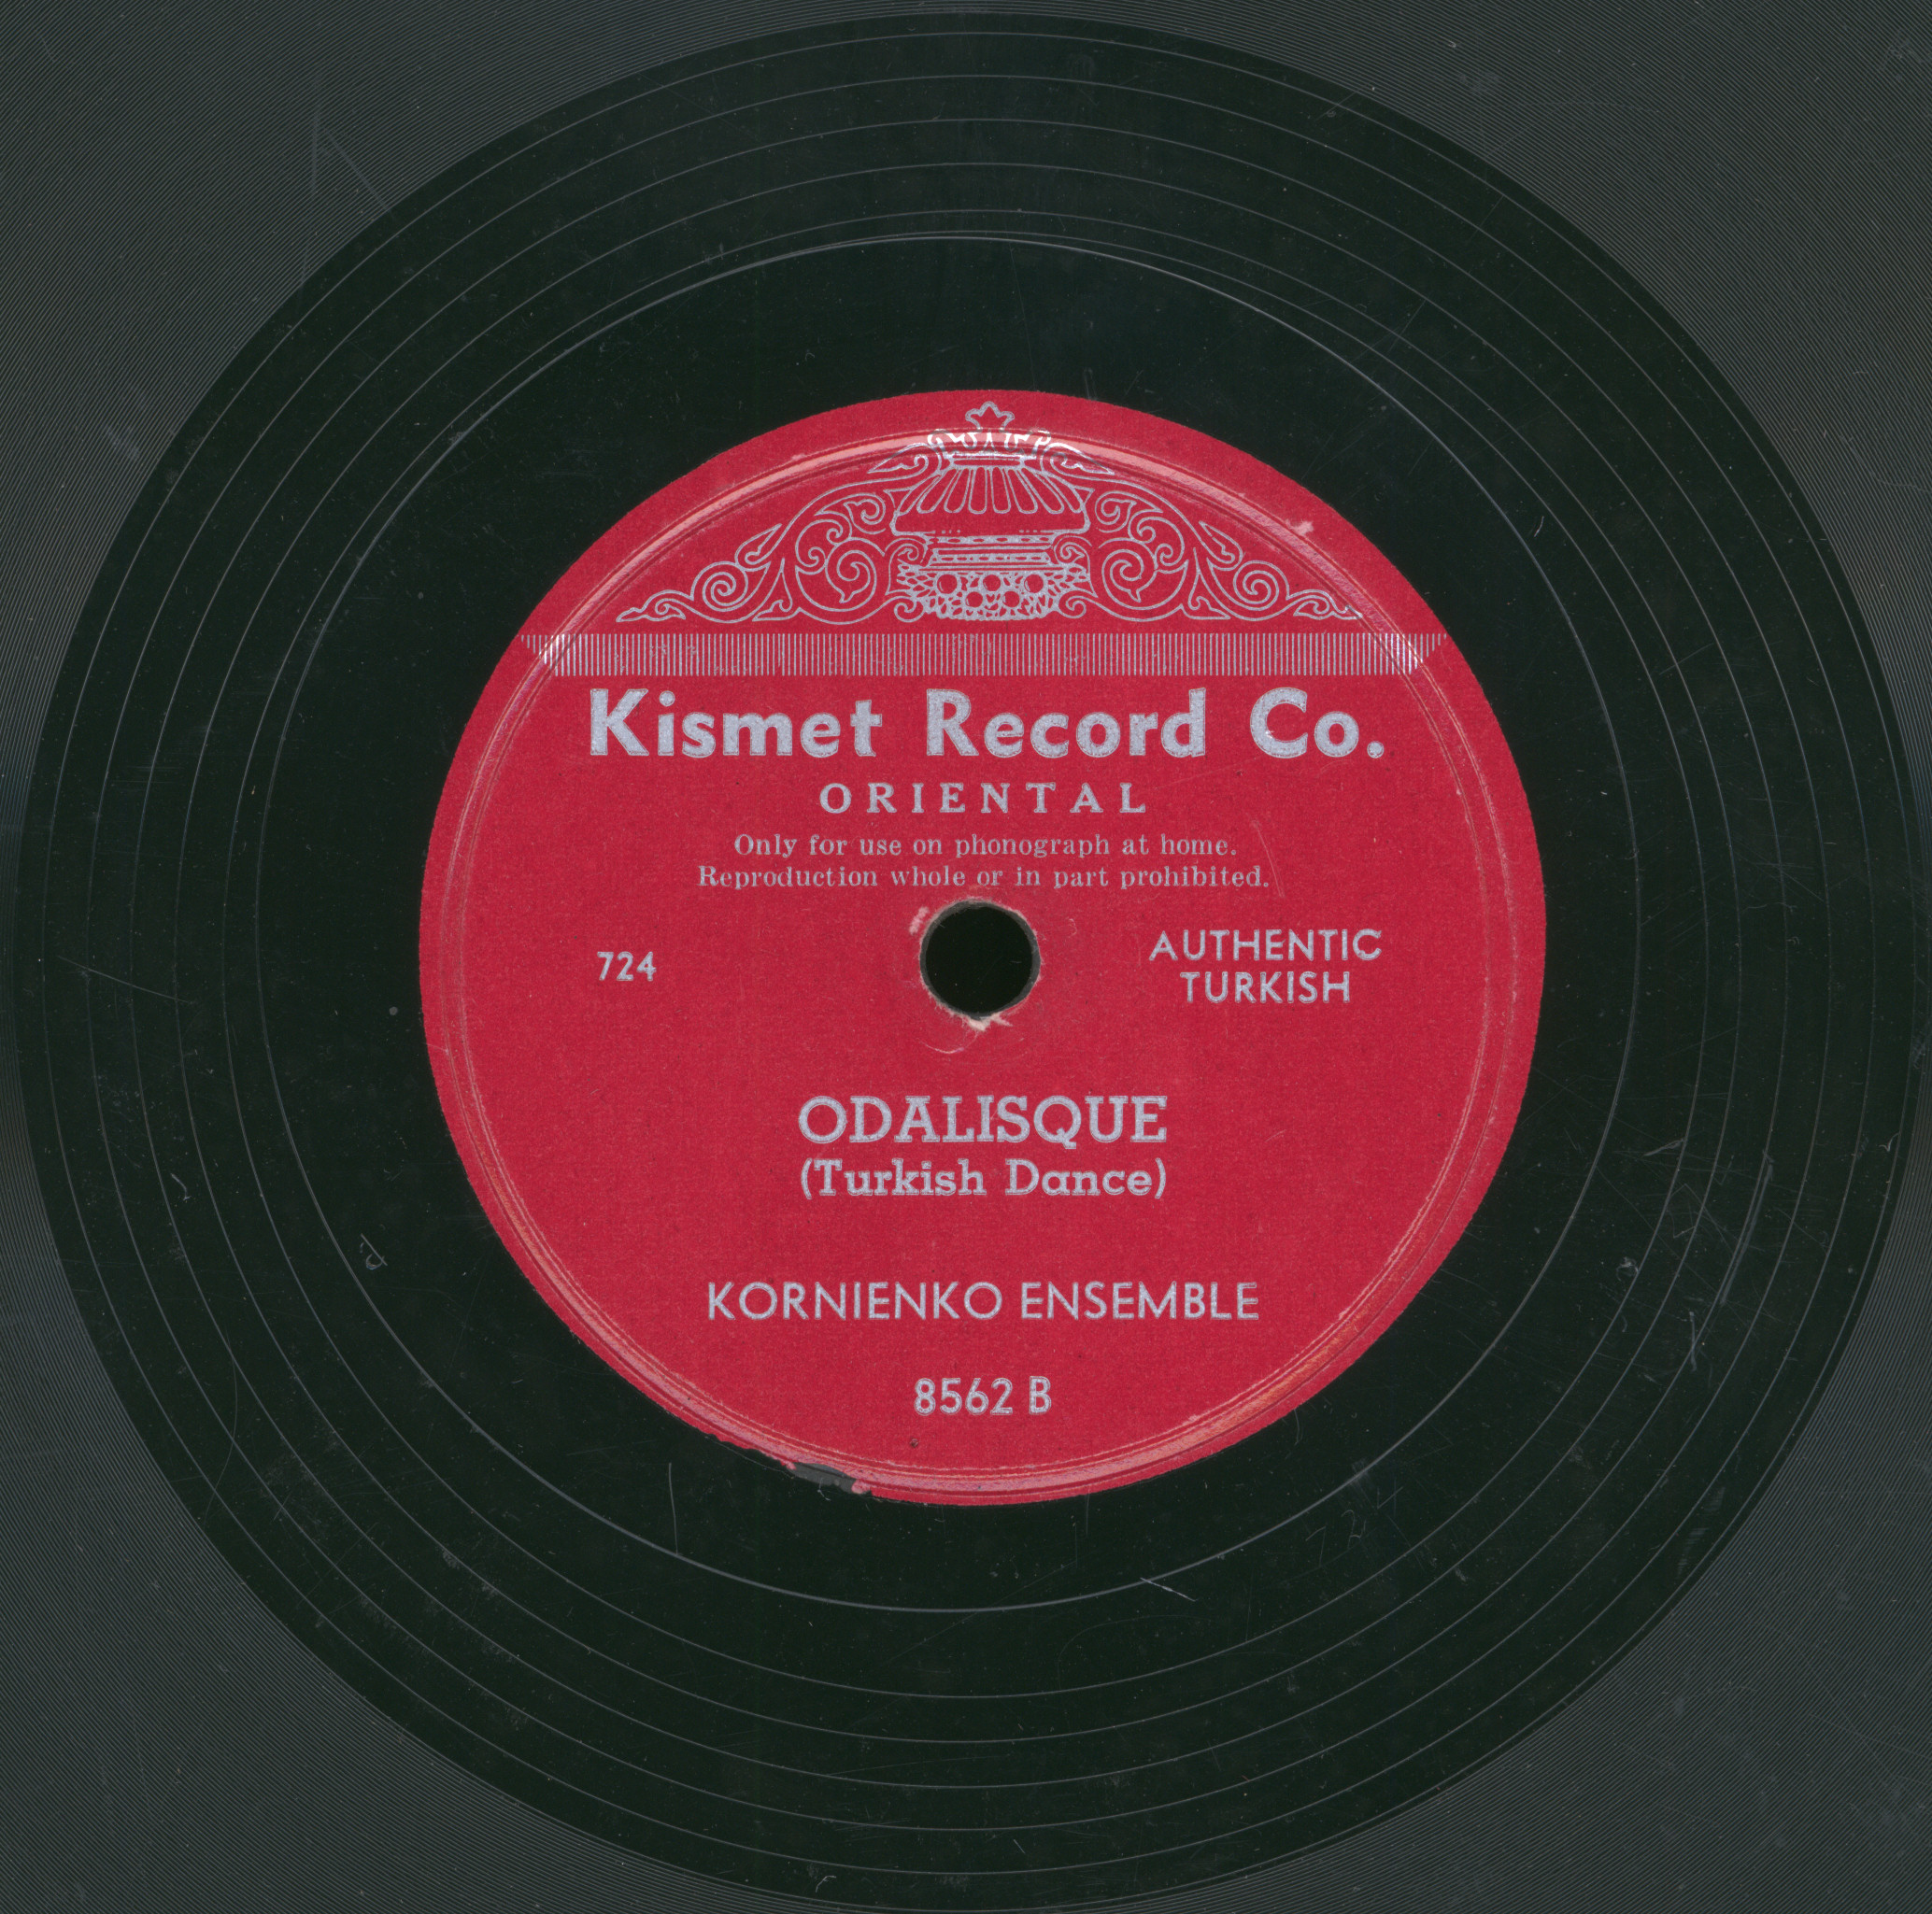 Kismet Record Co.
ORIENTAL
Only for use on phonograph at home.
Reproduction whole or in part prohibited.
724
AUTHENTIC
TURKISH
ODALISQUE
(Turkish Dance)
KORNIENKO ENSEMBLE
8562 B